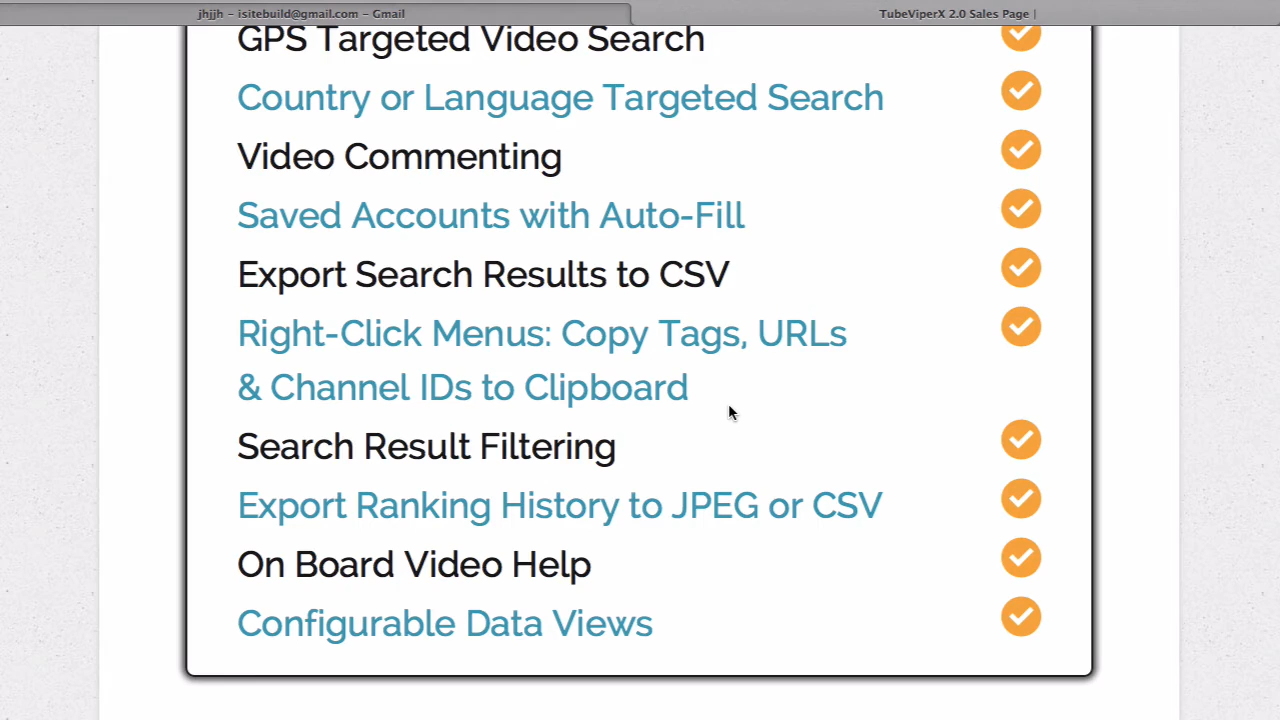 jhjjh – isitebuild@gmail.com – Gmail
TubeViperX 2.0 Sales Page |
GPS Targeted Video Search
Country or Language Targeted Search
Video Commenting
Saved Accounts with Auto-Fill
Export Search Results to CSV
Right-Click Menus: Copy Tags, URLs
& Channel IDs to Clipboard
Search Result Filtering
Export Ranking History to JPEG or CSV
On Board Video Help
Configurable Data Views